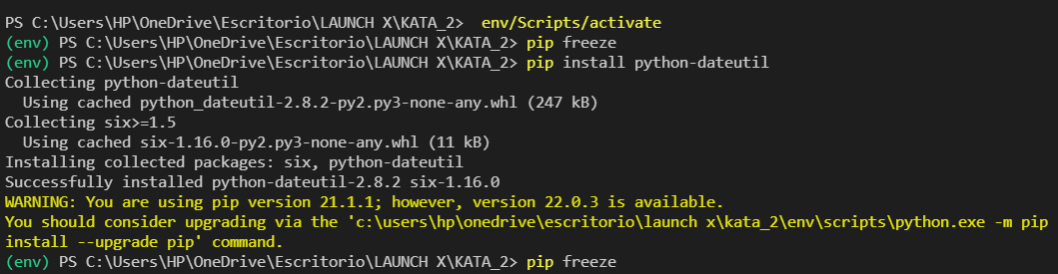 PS C:\Users\HP\OneDrive\Escritorio\LAUNCH X\KATA_2>  env/Scripts/activate
(env) PS C:\Users\HP\OneDrive\Escritorio\LAUNCH X\KATA_2> pip freeze
(env) PS C:\Users\HP\OneDrive\Escritorio\LAUNCH X\KATA_2> pip install python-dateutil
Collecting python-dateutil
  Using cached python_dateutil-2.8.2-py2.py3-none-any.whl (247 kB)
Collecting six>=1.5
  Using cached six-1.16.0-py2.py3-none-any.whl (11 kB)
Installing collected packages: six, python-dateutil
Successfully installed python-dateutil-2.8.2 six-1.16.0
WARNING: You are using pip version 21.1.1; however, version 22.0.3 is available.
You should consider upgrading via the 'c:\users\hp\onedrive\escritorio\launch x\kata_2\env\scripts\python.exe -m pip
install --upgrade pip' command.
(env) PS C:\Users\HP\OneDrive\Escritorio\LAUNCH X\KATA_2> pip freeze